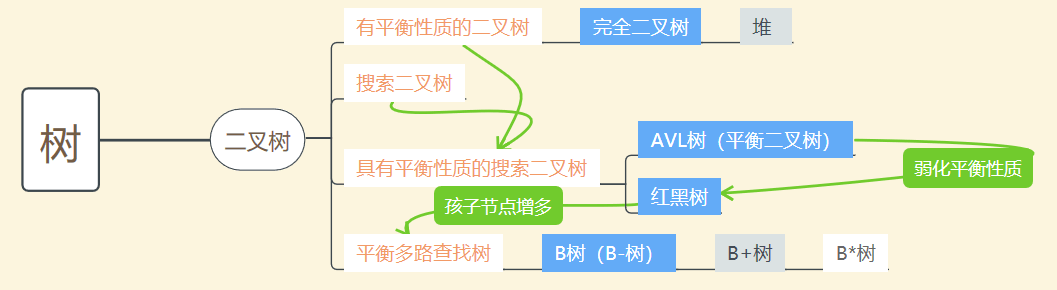 树
二叉树
有平衡性质的二叉树
完全二叉树
堆
搜索二叉树
具有平衡性质的搜索二叉树
AVL树（平衡二叉树）
弱化平衡性质
红黑树
孩子节点增多
平衡多路查找树
B树（B-树）
B+树
B*树